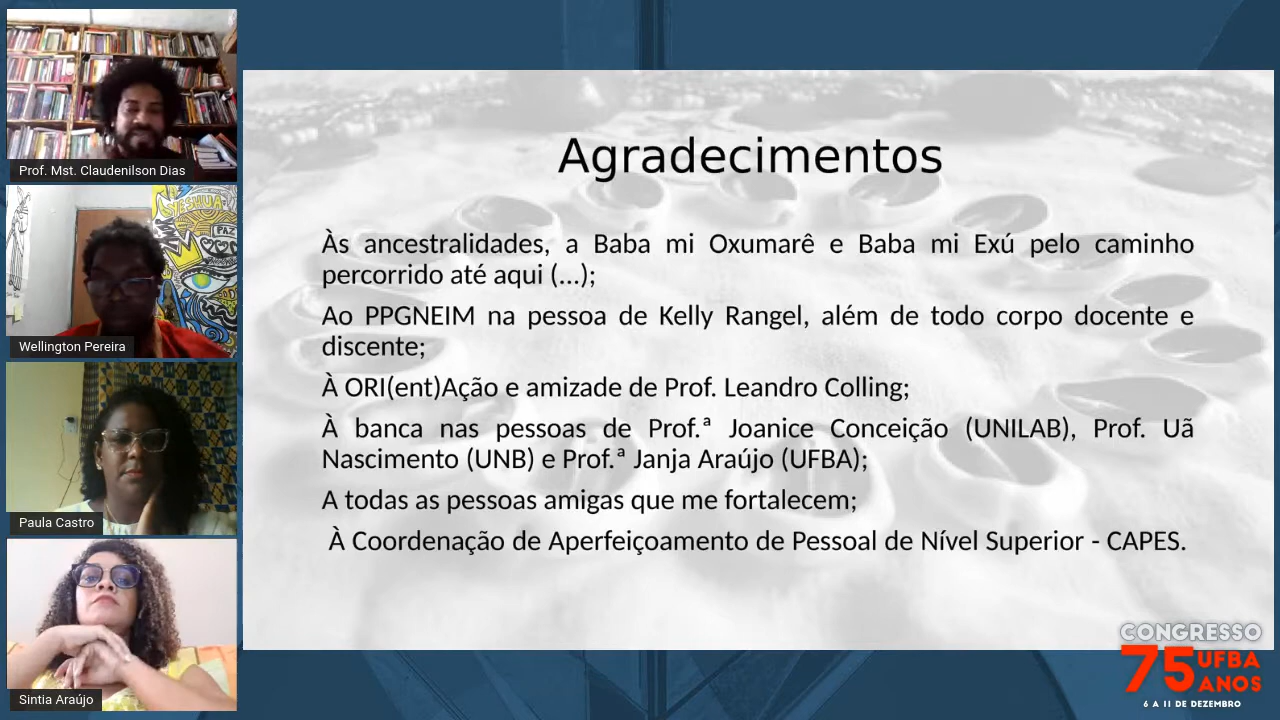 Prof. Mst. Claudenilson Dias
YESHUA
PAZ
Wellington Pereira
Paula Castro
Sintia Araújo
Agradecimentos
Às ancestralidades, a Baba mi Oxumarê e Baba mi Exú pelo caminho
percorrido até aqui (...);
Ao PPGNEIM na pessoa de Kelly Rangel, além de todo corpo docente e
discente;
À ORI(ent)Ação e amizade de Prof. Leandro Colling;
À banca nas pessoas de Prof.ª Joanice Conceição (UNILAB), Prof. Uã
Nascimento (UNB) e Prof.ª Janja Araújo (UFBA);
A todas as pessoas amigas que me fortalecem;
À Coordenação de Aperfeiçoamento de Pessoal de Nível Superior - CAPES.
CONGRESSO
75 UFBA
ANOS
6 A 11 DE DEZEMBRO